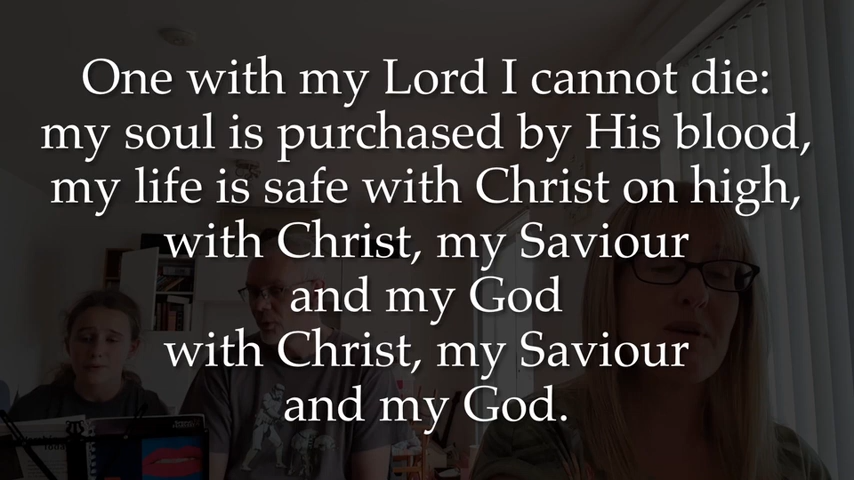 One with my Lord I cannot die:
my soul is purchased by His blood,
my life is safe with Christ on high,
with Christ, my Saviour
and my God
with Christ, my Saviour
and my God.